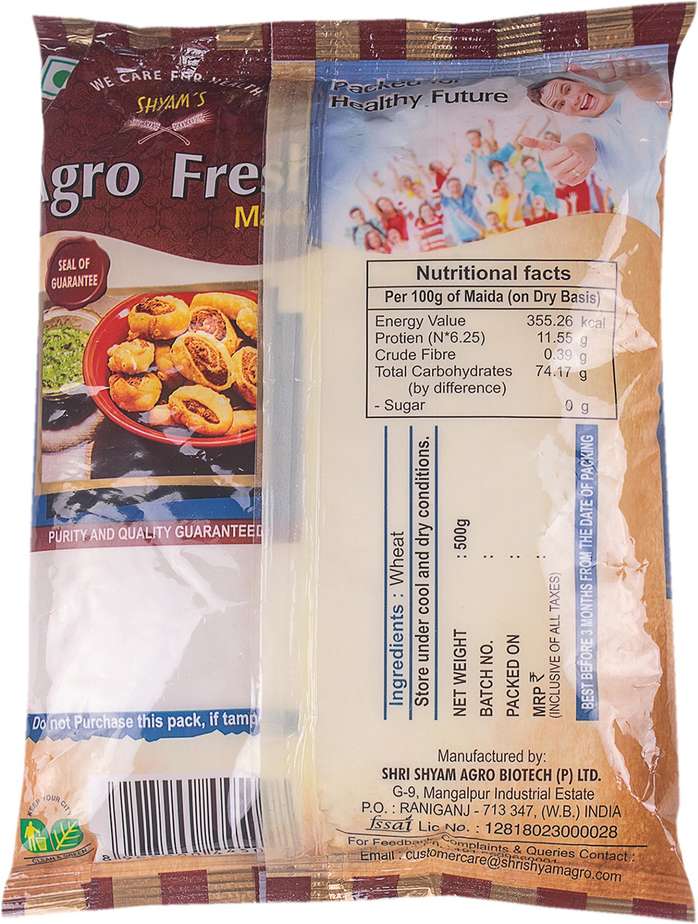 WE CARE FOR HEALTH
SHYAM'S
Agro Fresh
SEAL OF
GUARANTEE
PURITY AND QUALITY GUARANTEED
Do not Purchase this pack, if tamp
Packed for
Healthy Future
Nutritional facts
Per 100g of Maida (on Dry Basis)
Energy Value 355.26 kcal
Protien (N*6.25) 11.55 g
Crude Fibre 0.39 g
Total Carbohydrates 74.17 g
(by difference)
- Sugar 0 g
Ingredients : Wheat
Store under cool and dry conditions.
NET WEIGHT : 500g
BATCH NO. :
PACKED ON :
MRP ₹ :
(INCLUSIVE OF ALL TAXES)
BEST BEFORE 3 MONTHS FROM THE DATE OF PACKING
Manufactured by:
SHRI SHYAM AGRO BIOTECH (P) LTD.
G-9, Mangalpur Industrial Estate
P.O. : RANIGANJ - 713 347, (W.B.) INDIA
fssai Lic No. : 12818023000028
For Feedback, Complaints & Queries Contact :
Email : customercare@shrishyamagro.com
KEEP YOUR CITY
CLEAN & GREEN